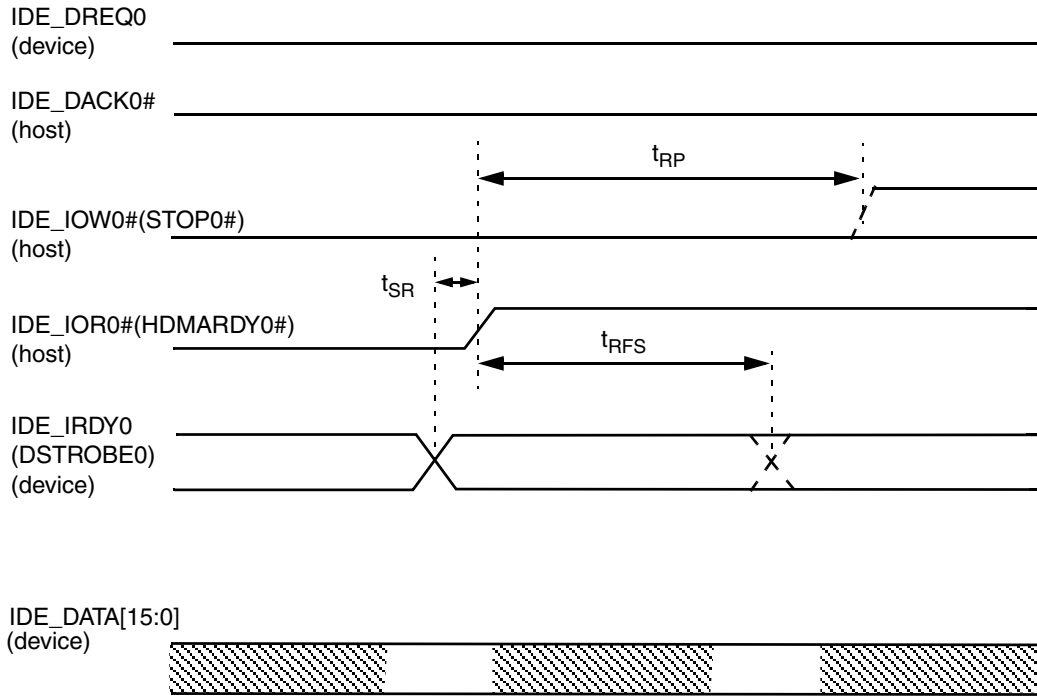 IDE_DREQ0
(device)
IDE_DACK0#
(host)
tRP
IDE_IOW0#(STOP0#)
(host)
tSR
IDE_IOR0#(HDMARDY0#)
(host)
tRFS
IDE_IRDY0
(DSTROBE0)
(device)
IDE_DATA[15:0]
(device)